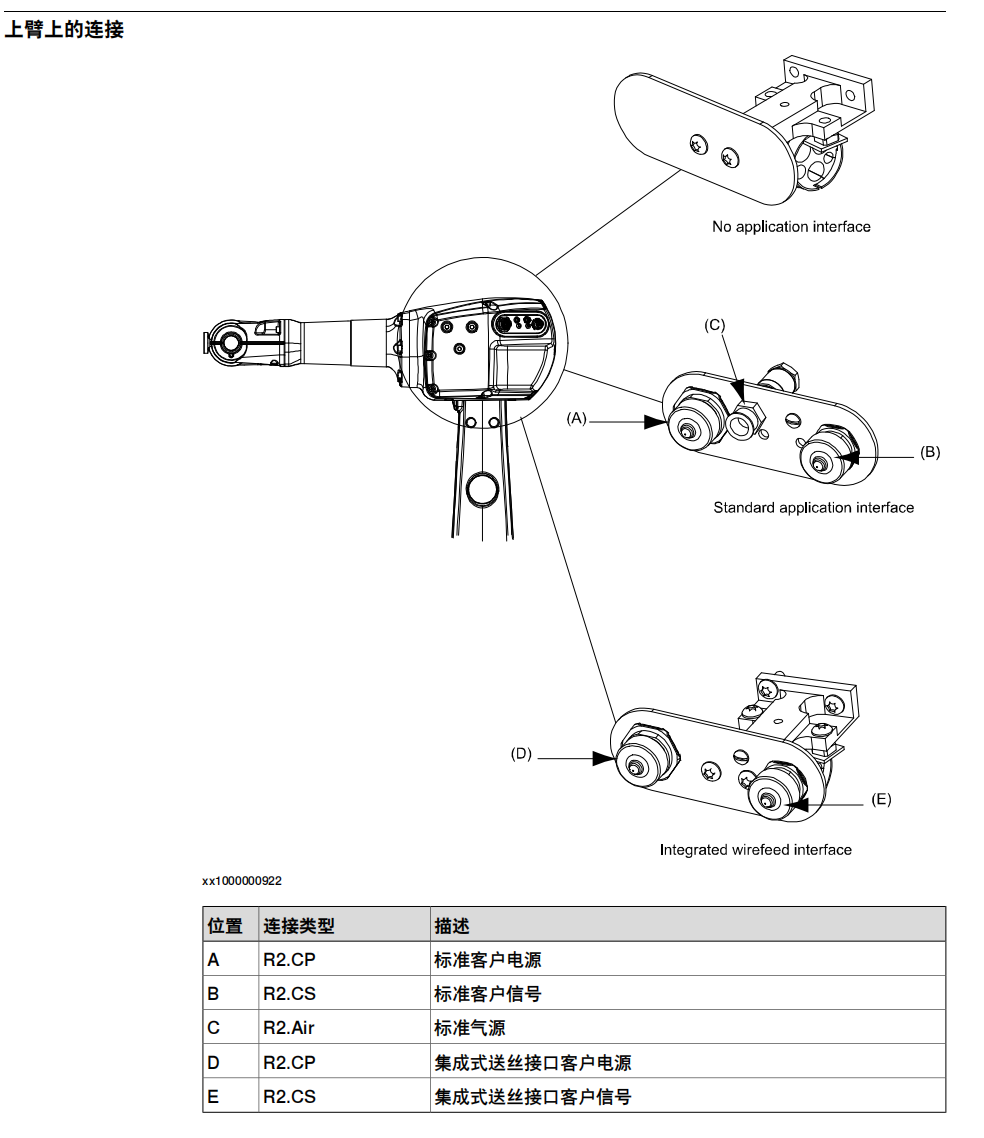 上臂上的连接
No application interface
(C)
(A)
(B)
Standard application interface
(D)
(E)
Integrated wirefeed interface
xx1000000922
位置 连接类型 描述
A R2.CP 标准客户电源
B R2.CS 标准客户信号
C R2.Air 标准气源
D R2.CP 集成式送丝接口客户电源
E R2.CS 集成式送丝接口客户信号